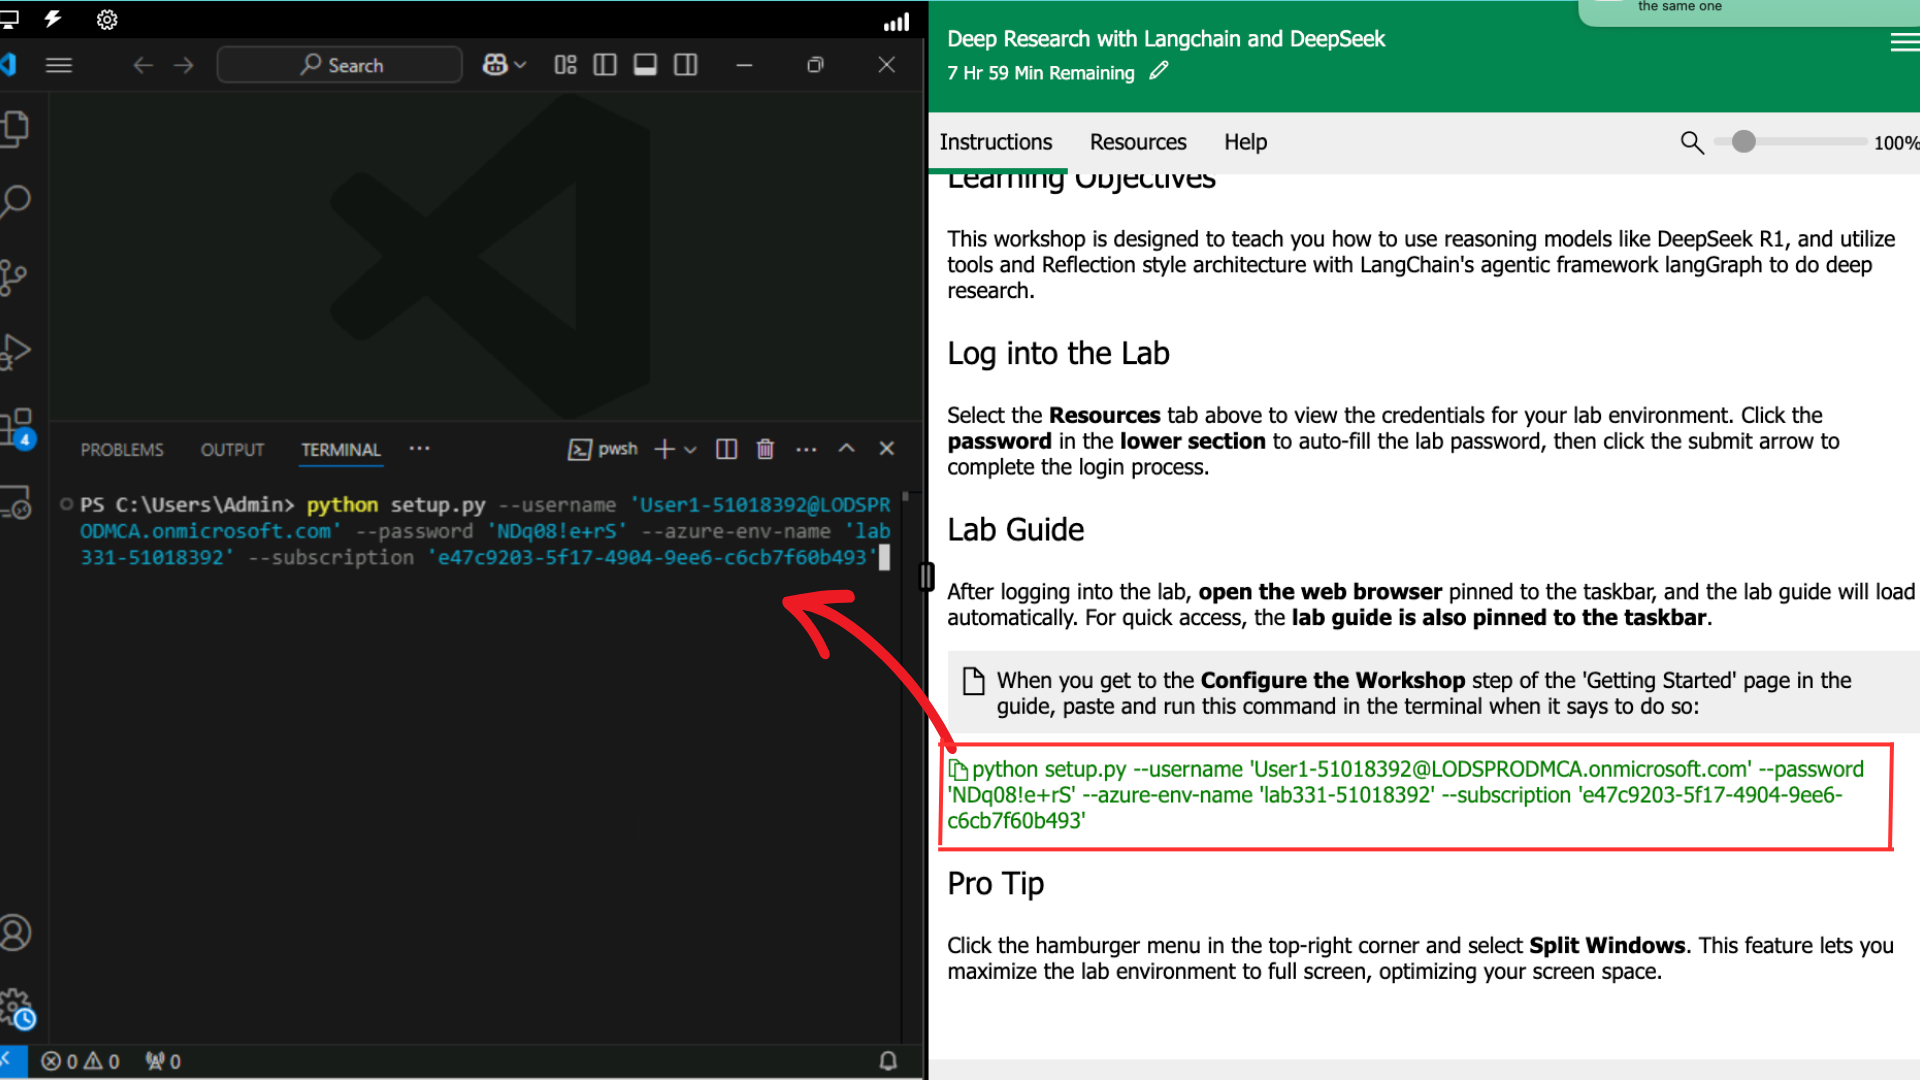 Search
PROBLEMS OUTPUT TERMINAL ··· pwsh
PS C:\Users\Admin> python setup.py --username 'User1-51018392@LODSPR
ODMCA.onmicrosoft.com' --password 'NDq08!e+rS' --azure-env-name 'lab
331-51018392' --subscription 'e47c9203-5f17-4904-9ee6-c6cb7f60b493'
4
0 0 0
the same one
Deep Research with Langchain and DeepSeek
7 Hr 59 Min Remaining
Instructions Resources Help 100%
Learning Objectives
This workshop is designed to teach you how to use reasoning models like DeepSeek R1, and utilize
tools and Reflection style architecture with LangChain's agentic framework langGraph to do deep
research.
Log into the Lab
Select the Resources tab above to view the credentials for your lab environment. Click the
password in the lower section to auto-fill the lab password, then click the submit arrow to
complete the login process.
Lab Guide
After logging into the lab, open the web browser pinned to the taskbar, and the lab guide will load
automatically. For quick access, the lab guide is also pinned to the taskbar.
When you get to the Configure the Workshop step of the 'Getting Started' page in the
guide, paste and run this command in the terminal when it says to do so:
python setup.py --username 'User1-51018392@LODSPRODMCA.onmicrosoft.com' --password
'NDq08!e+rS' --azure-env-name 'lab331-51018392' --subscription 'e47c9203-5f17-4904-9ee6-
c6cb7f60b493'
Pro Tip
Click the hamburger menu in the top-right corner and select Split Windows. This feature lets you
maximize the lab environment to full screen, optimizing your screen space.